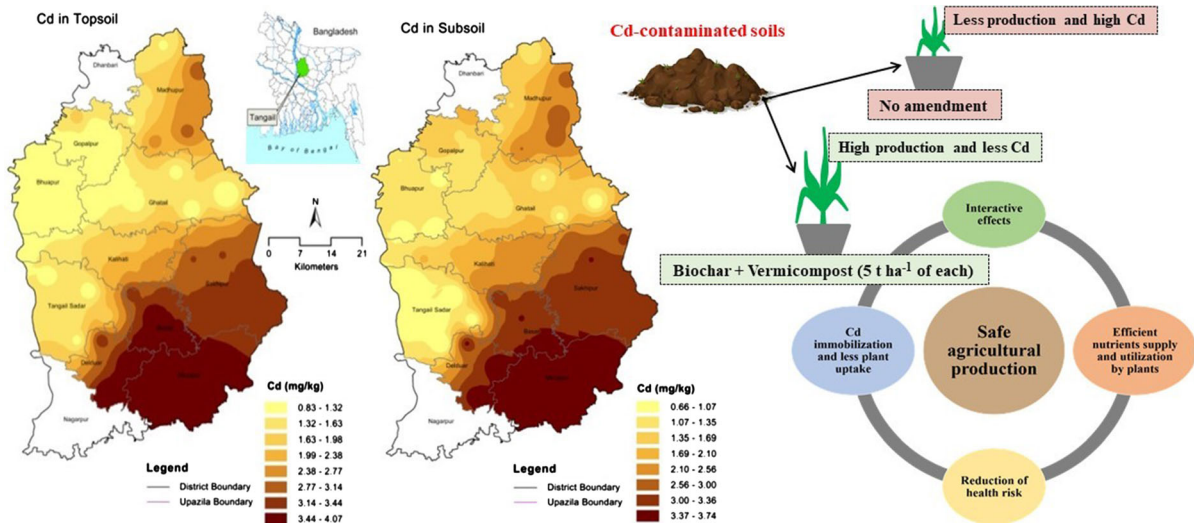 Cd in Topsoil
Dhanbari
Madhupur
Gopalpur
Bhuapur
Ghatail
Kalihati
Tangail Sadar
Delduar
Nagarpur
Cd (mg/kg)
0.83 - 1.32
1.32 - 1.63
1.63 - 1.98
1.99 - 2.38
2.38 - 2.77
2.77 - 3.14
3.14 - 3.44
3.44 - 4.07
Legend
District Boundary
Upazila Boundary
Bangladesh
Tangail
Bay of Bangal
N
0 7 14 21
Kilometers
Cd in Subsoil
Dhanbari
Madhupur
Gopalpur
Bhuapur
Ghatail
Kalihati
Sakhipur
Tangail Sadar
Delduar
Nagarpur
Cd (mg/kg)
0.66 - 1.07
1.07 - 1.35
1.35 - 1.69
1.69 - 2.10
2.10 - 2.56
2.56 - 3.00
3.00 - 3.36
3.37 - 3.74
Legend
District Boundary
Upazila Boundary
Cd-contaminated soils
Less production and high Cd
No amendment
High production and less Cd
Biochar + Vermicompost (5 t ha-1 of each)
Interactive
effects
Cd
immobilization
and less plant
uptake
Safe
agricultural
production
Efficient
nutrients supply
and utilization
by plants
Reduction of
health risk